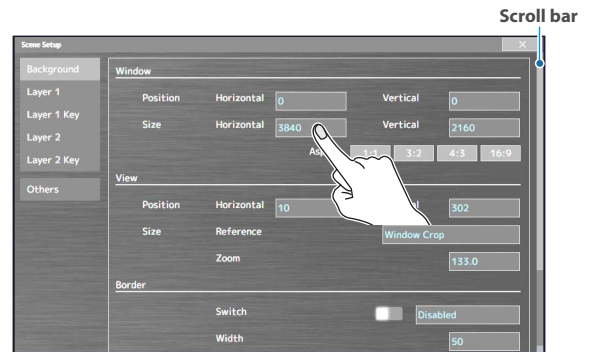 Scroll bar
Scene Setup
Background
Layer 1
Layer 1 Key
Layer 2
Layer 2 Key
Others
Window
Position Horizontal 0 Vertical 0
Size Horizontal 3840 Vertical 2160
1:1 3:2 4:3 16:9
View
Position Horizontal 10 302
Size Reference Window Crop
Zoom 133.0
Border
Switch Disabled
Width 50